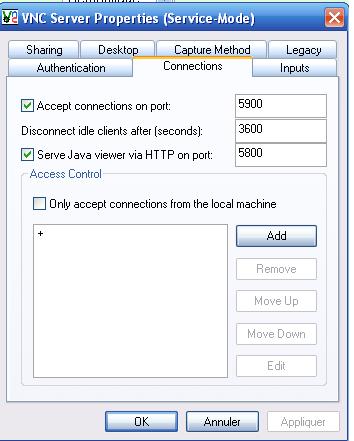 VNC Server Properties (Service-Mode)
Sharing Desktop Capture Method Legacy
Authentication Connections Inputs
Accept connections on port: 5900
Disconnect idle clients after (seconds): 3600
Serve Java viewer via HTTP on port: 5800
Access Control
Only accept connections from the local machine
+
Add
Remove
Move Up
Move Down
Edit
OK Annuler Appliquer